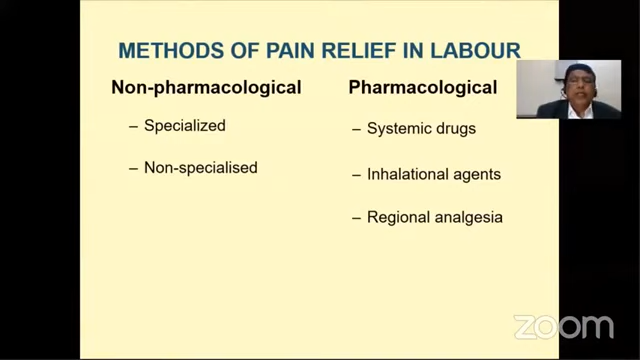 METHODS OF PAIN RELIEF IN LABOUR
Non-pharmacological
– Specialized
– Non-specialised
Pharmacological
– Systemic drugs
– Inhalational agents
– Regional analgesia
zoom